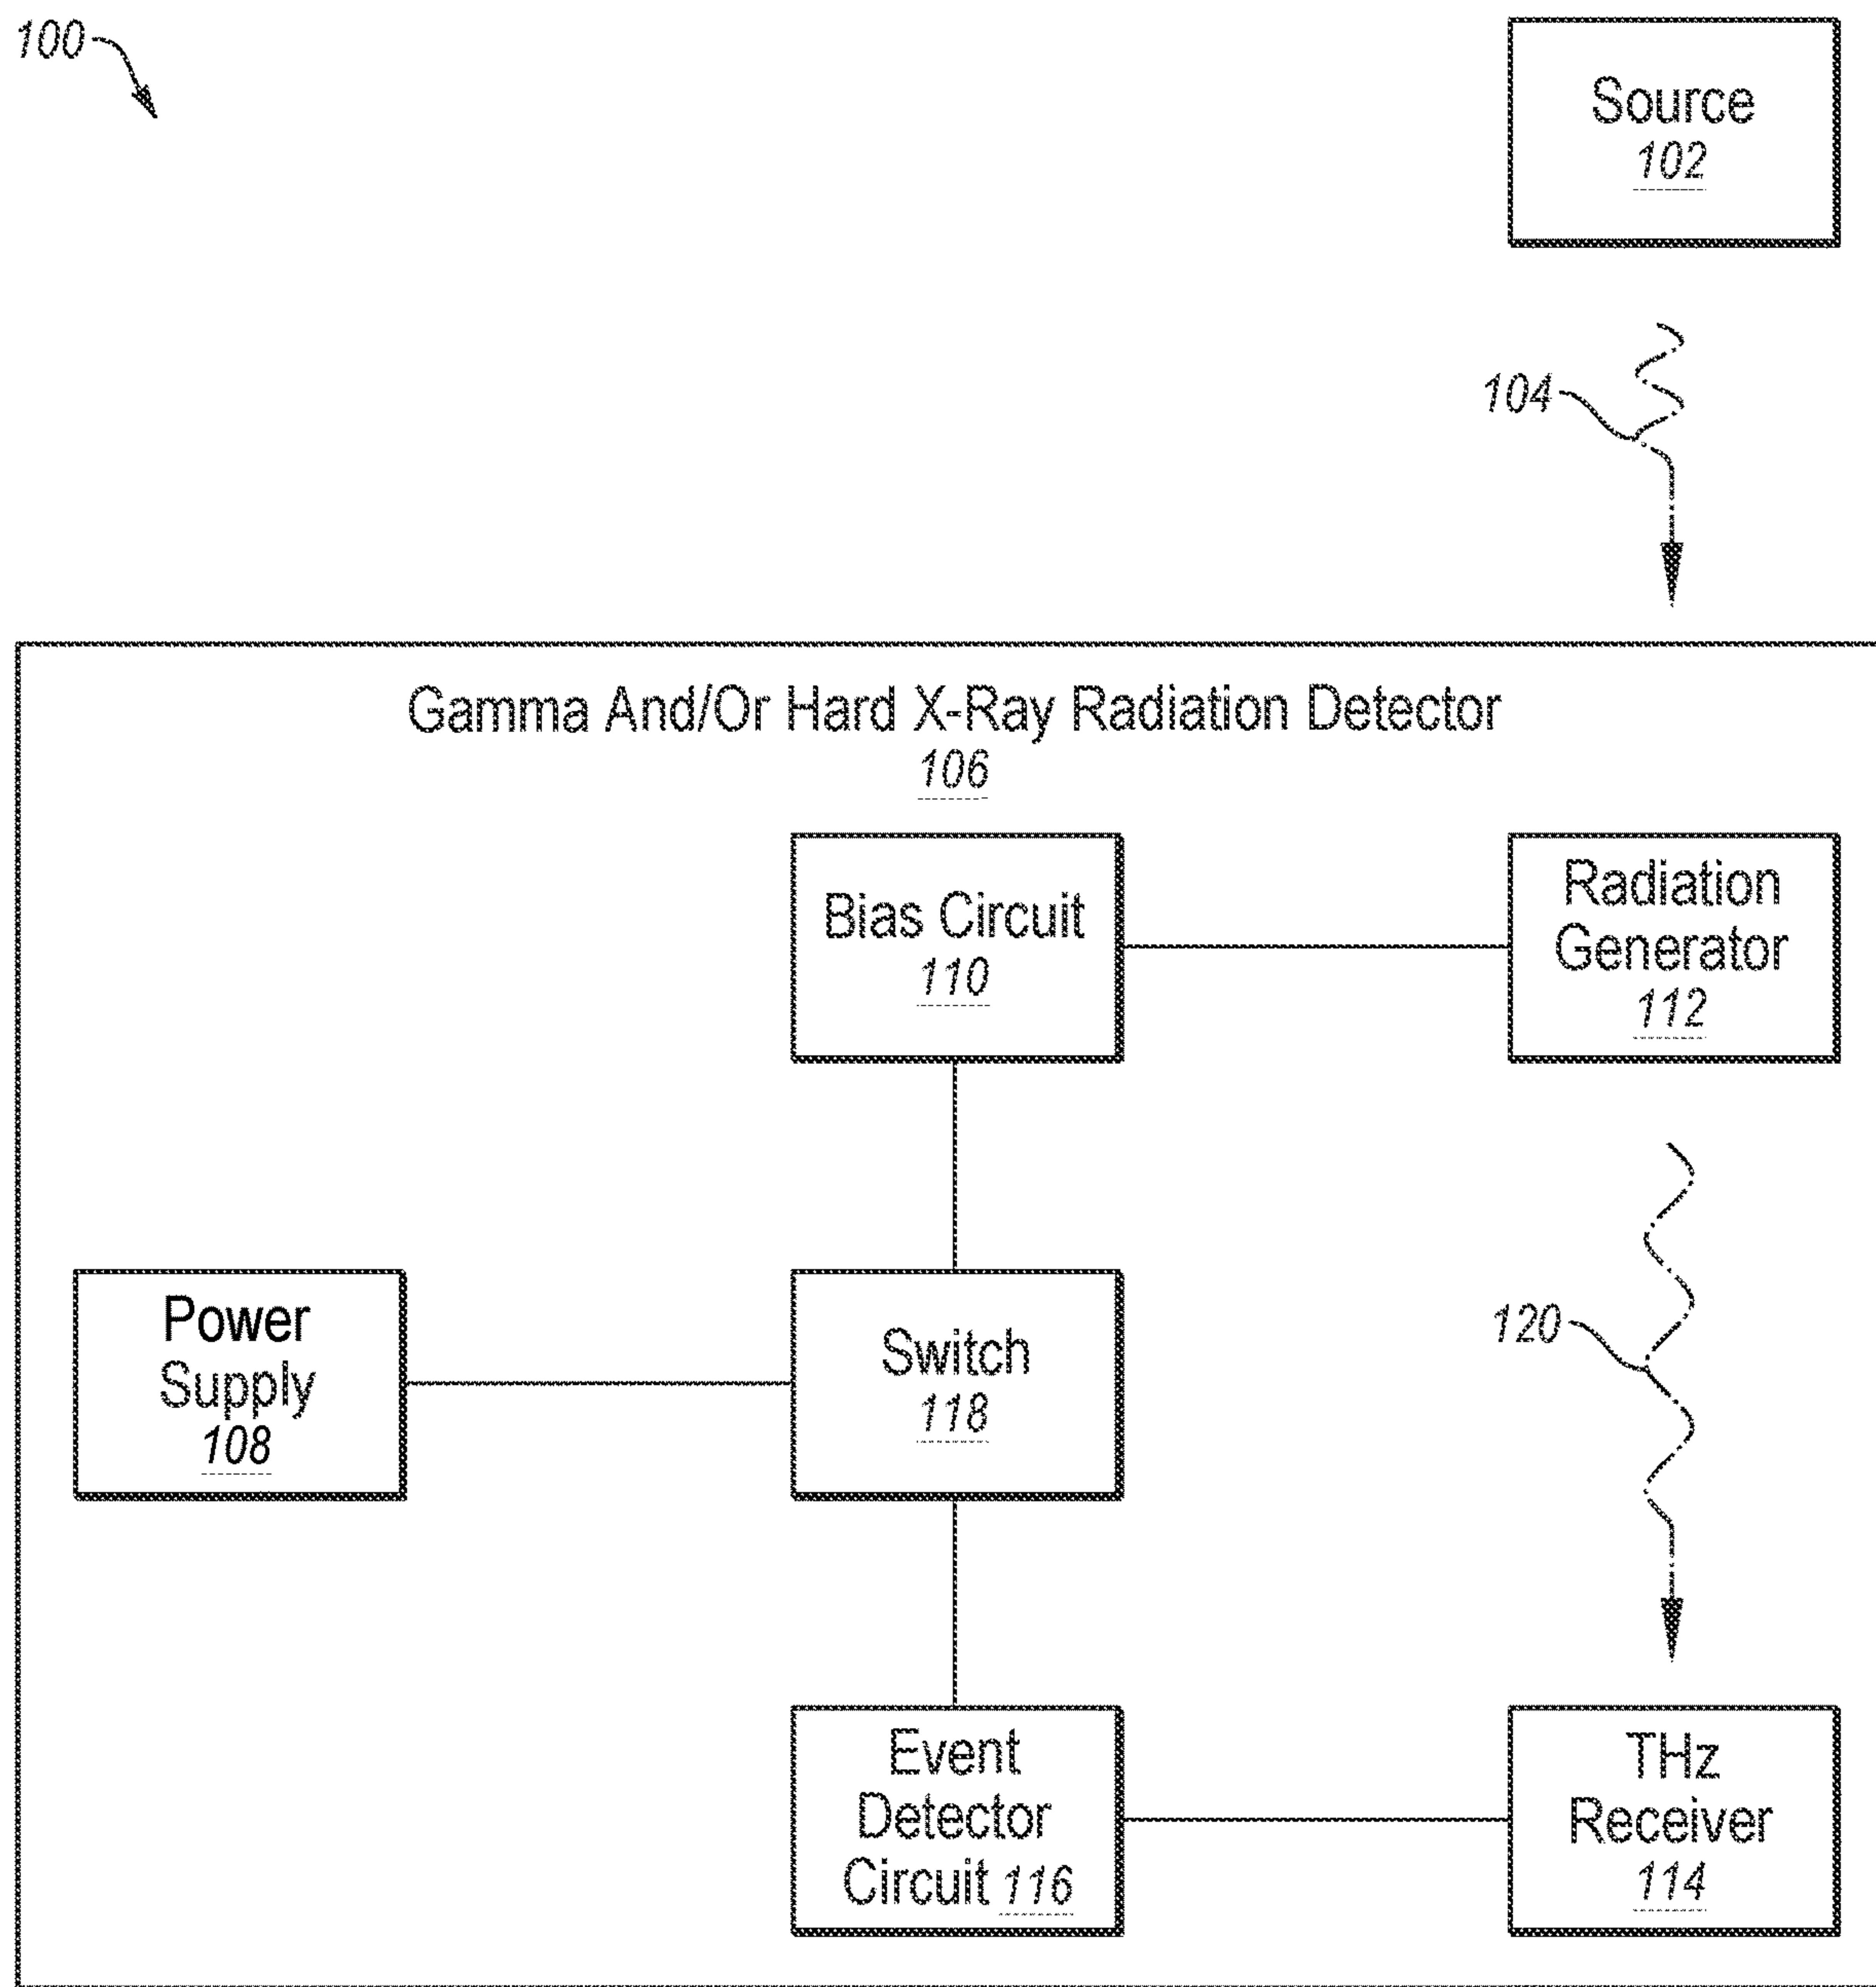 100
Source
102
104
Gamma And/Or Hard X-Ray Radiation Detector
106
Bias Circuit
110
Radiation
Generator
112
Power
Supply
108
Switch
118
120
Event
Detector
Circuit 116
THz
Receiver
114